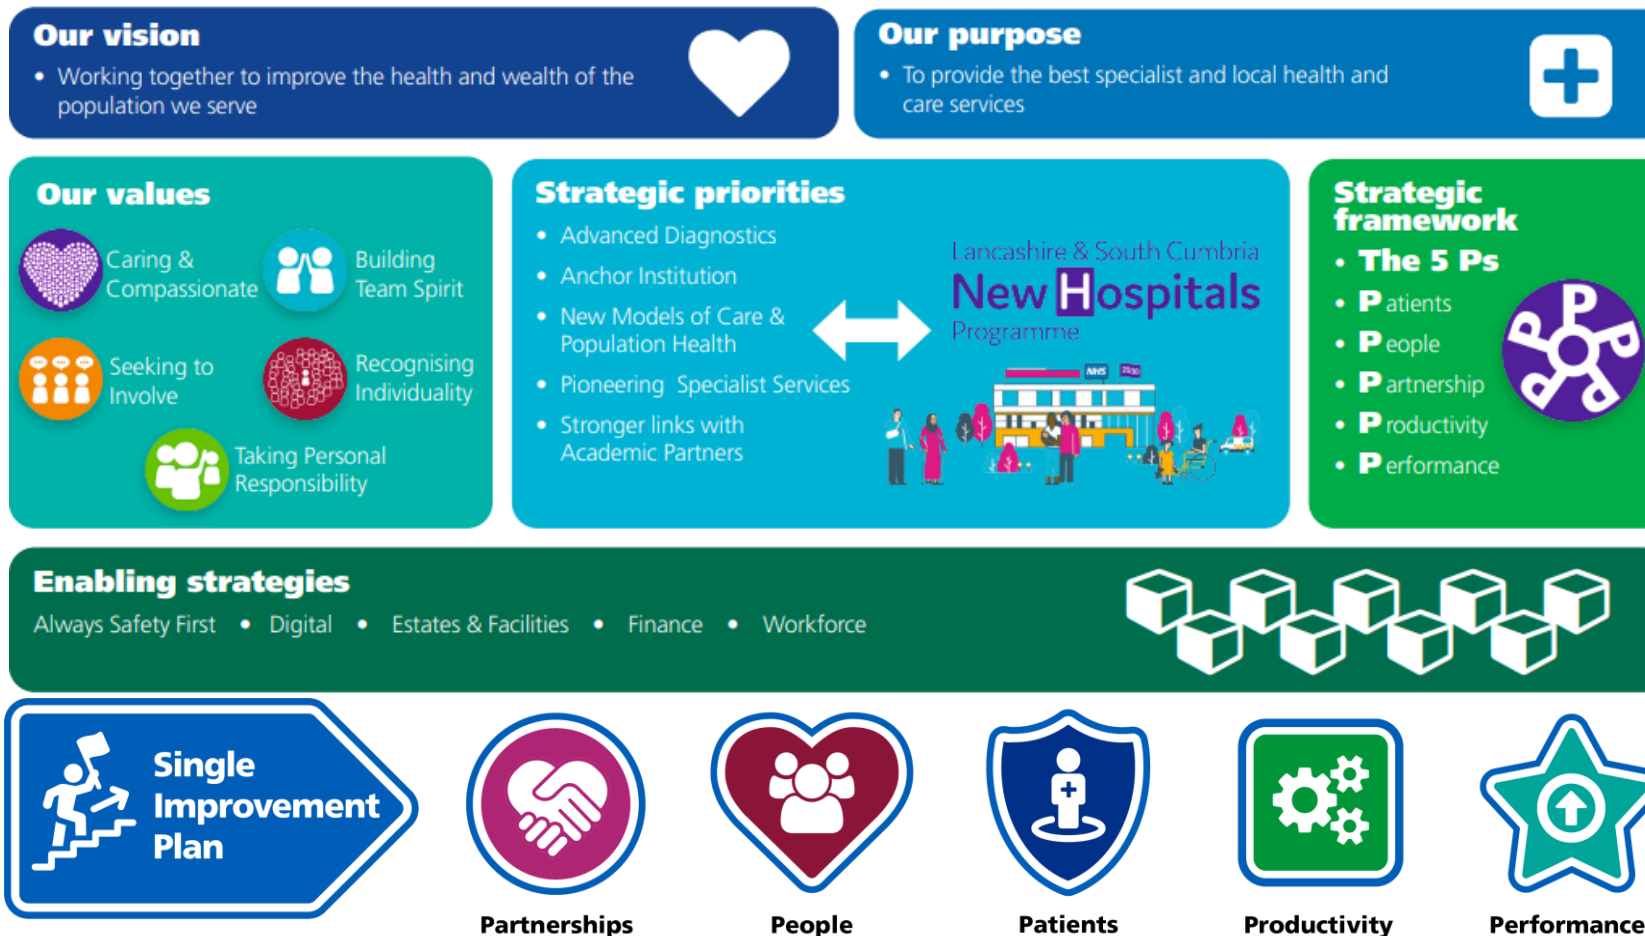 Our vision
• Working together to improve the health and wealth of the
population we serve
Our purpose
• To provide the best specialist and local health and
care services
Our values
Caring &
Compassionate
Building
Team Spirit
Seeking to
Involve
Recognising
Individuality
Taking Personal
Responsibility
Strategic priorities
• Advanced Diagnostics
• Anchor Institution
• New Models of Care &
Population Health
• Pioneering Specialist Services
• Stronger links with
Academic Partners
Lancashire & South Cumbria
New Hospitals
Programme
NHS
Strategic
framework
• The 5 Ps
• Patients
• People
• Partnership
• Productivity
• Performance
P P P P P
Enabling strategies
Always Safety First • Digital • Estates & Facilities • Finance • Workforce
Single
Improvement
Plan
Partnerships
People
Patients
Productivity
Performance